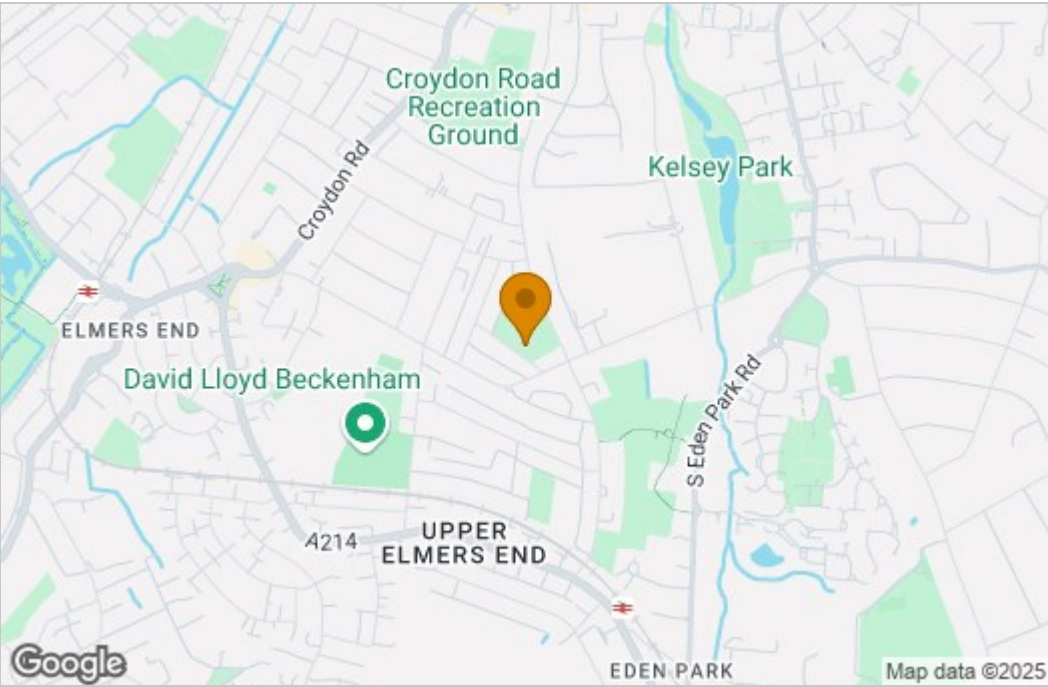 Croydon Road
Recreation
Ground
Kelsey Park
Croydon Rd
ELMERS END
David Lloyd Beckenham
S Eden Park Rd
A214
UPPER
ELMERS END
EDEN PARK
Google
Map data ©2025